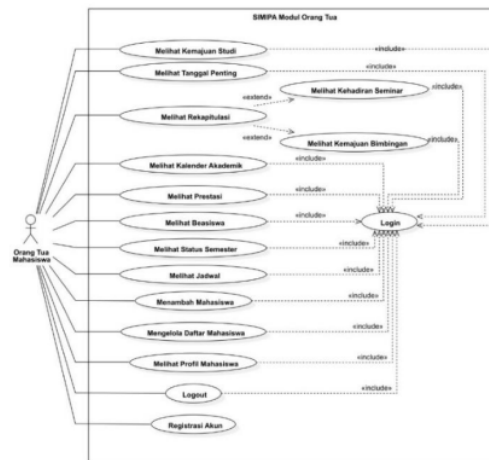 SIMIPA Modul Orang Tua
Melihat Kemajuan Studi
«include»
Melihat Tanggal Penting
«include»
Melihat Kehadiran Seminar
«extend»
«include»
Melihat Rekapitulasi
«extend»
Melihat Kemajuan Bimbingan
«include»
Melihat Kalender Akademik
«include»
Melihat Prestasi
«include»
Melihat Beasiswa
«include»
Login
Orang Tua
Mahasiswa
Melihat Status Semester
«include»
Melihat Jadwal
«include»
Menambah Mahasiswa
«include»
Mengelola Daftar Mahasiswa
«include»
Melihat Profil Mahasiswa
«include»
Logout
«include»
Registrasi Akun